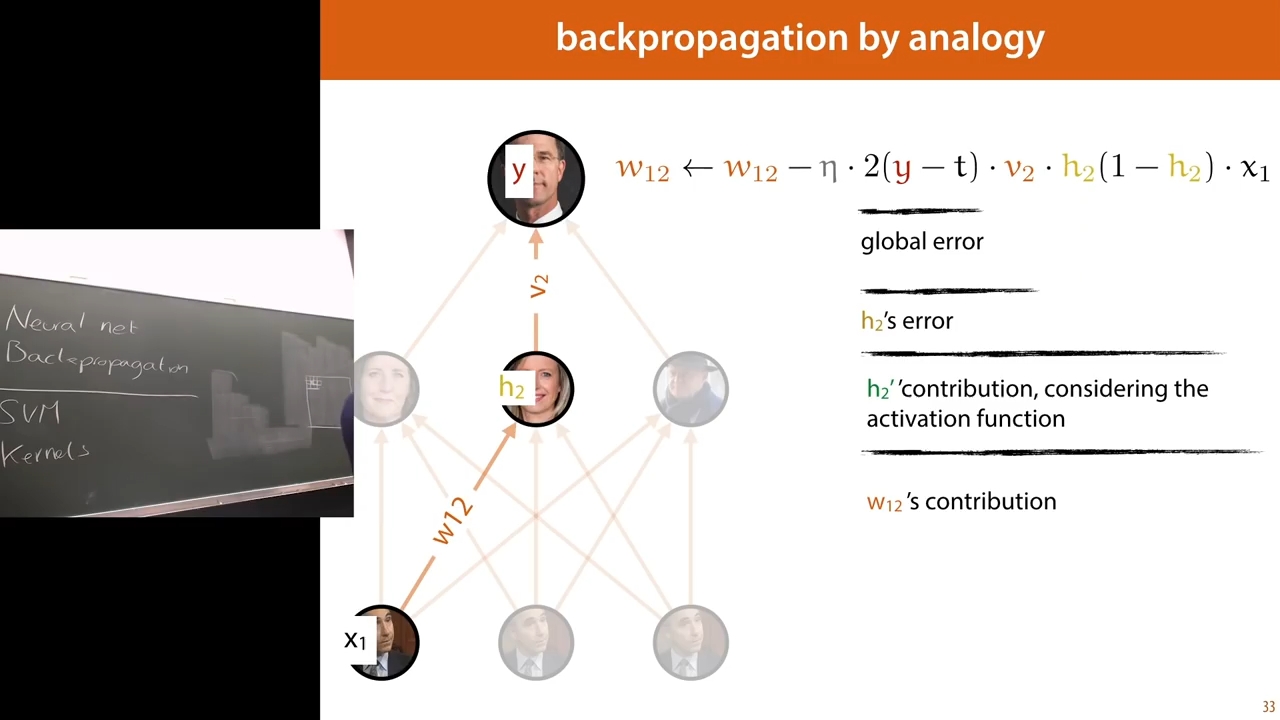 backpropagation by analogy
y
w₁₂ ← w₁₂ − η · 2(y − t) · v₂ · h₂(1 − h₂) · x₁
global error
v₂
h₂'s error
Neural net
Backpropagation
SVM
Kernels
h₂
h₂’'contribution, considering the
activation function
w₁₂'s contribution
w12
x₁
33